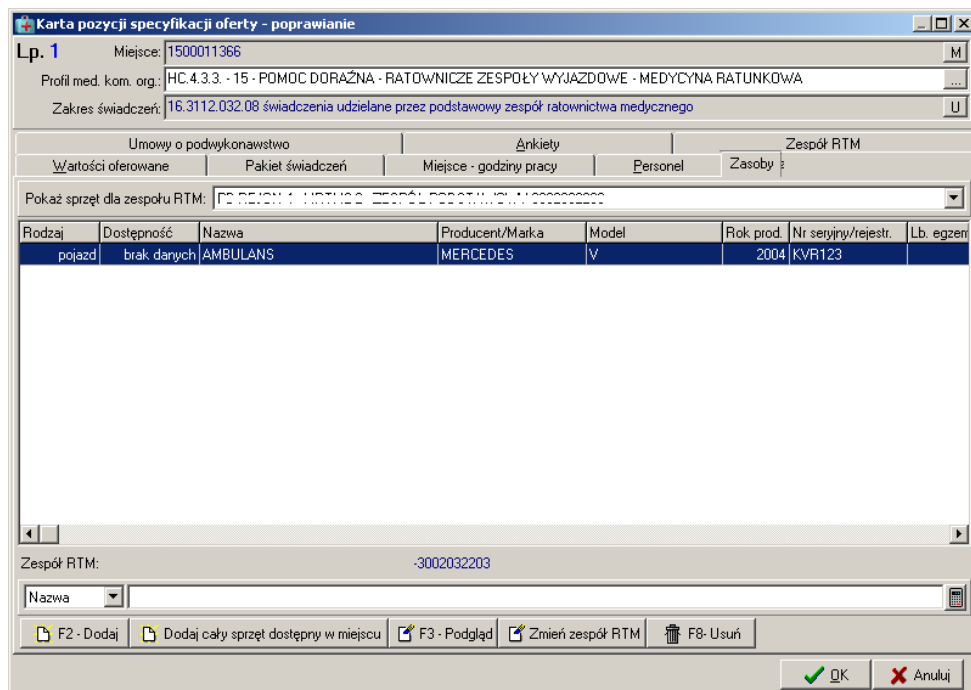 Karta pozycji specyfikacji oferty - poprawianie
Lp. 1 Miejsce: 1500011366 M
Profil med. kom. org.: HC.4.3.3. - 15 - POMOC DORAŹNA - RATOWNICZE ZESPOŁY WYJAZDOWE - MEDYCYNA RATUNKOWA ...
Zakres świadczeń: 16.3112.032.08 świadczenia udzielane przez podstawowy zespół ratownictwa medycznego U
Umowy o podwykonawstwo Ankiety Zespół RTM
Wartości oferowane Pakiet świadczeń Miejsce - godziny pracy Personel Zasoby
Pokaż sprzęt dla zespołu RTM:
Rodzaj Dostępność Nazwa Producent/Marka Model Rok prod. Nr seryjny/rejestr. Lb. egzem
pojazd brak danych AMBULANS MERCEDES V 2004 KVR123
Zespół RTM: -3002032203
Nazwa
F2 - Dodaj Dodaj cały sprzęt dostępny w miejscu F3 - Podgląd Zmień zespół RTM F8- Usuń
OK Anuluj